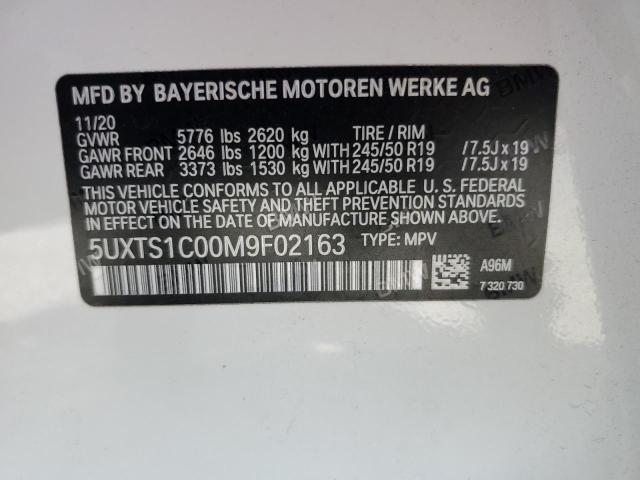 MFD BY BAYERISCHE MOTOREN WERKE AG
11/20
GVWR 5776 lbs 2620 kg TIRE / RIM
GAWR FRONT 2646 lbs 1200 kg WITH 245/50 R19 /7.5J x 19
GAWR REAR 3373 lbs 1530 kg WITH 245/50 R19 /7.5J x 19
THIS VEHICLE CONFORMS TO ALL APPLICABLE U. S. FEDERAL
MOTOR VEHICLE SAFETY AND THEFT PREVENTION STANDARDS
IN EFFECT ON THE DATE OF MANUFACTURE SHOWN ABOVE.
5UXTS1C00M9F02163 TYPE: MPV
A96M
7 320 730